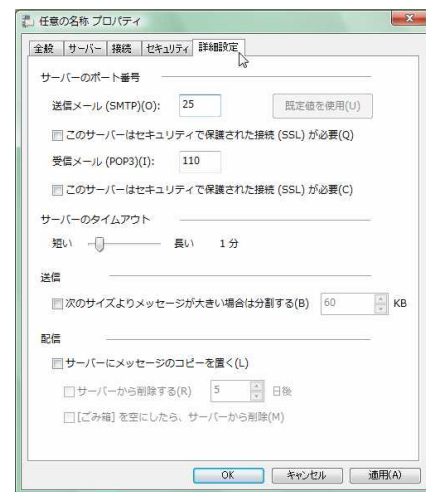 任意の名称 プロパティ
全般 サーバー 接続 セキュリティ 詳細設定
サーバーのポート番号
送信メール (SMTP)(O): 25 既定値を使用(U)
このサーバーはセキュリティで保護された接続 (SSL) が必要(Q)
受信メール (POP3)(I): 110
このサーバーはセキュリティで保護された接続 (SSL) が必要(C)
サーバーのタイムアウト
短い 長い 1 分
送信
次のサイズよりメッセージが大きい場合は分割する(B) 60 KB
配信
サーバーにメッセージのコピーを置く(L)
サーバーから削除する(R) 5 日後
[ごみ箱] を空にしたら、サーバーから削除(M)
OK キャンセル 適用(A)